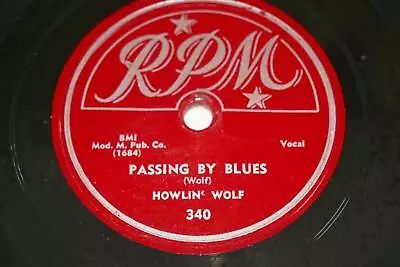 RPM
BMI
Mod. M. Pub. Co.
(1684)
Vocal
PASSING BY BLUES
(Wolf)
HOWLIN' WOLF
340